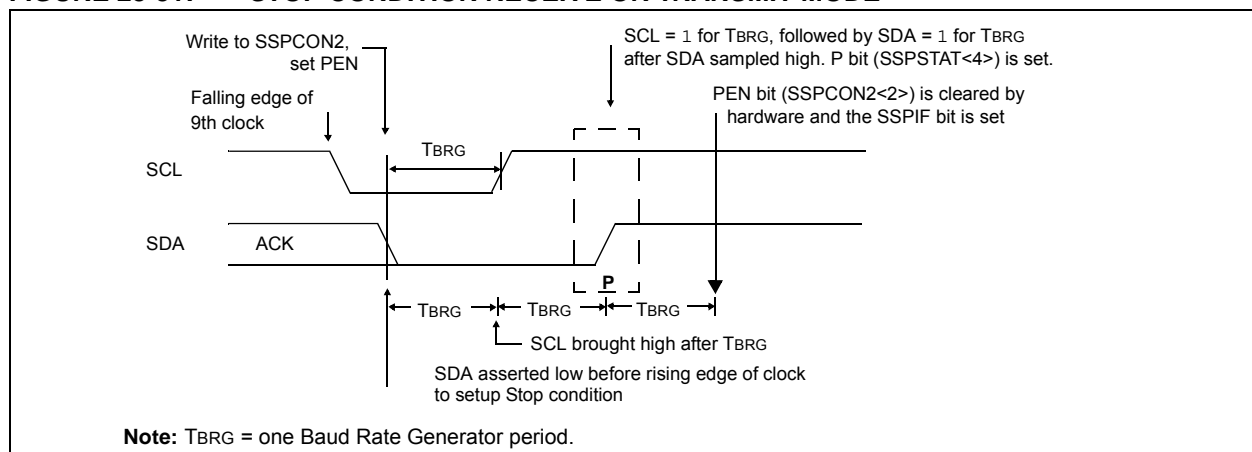 Write to SSPCON2,
set PEN
SCL = 1 for TBRG, followed by SDA = 1 for TBRG
after SDA sampled high. P bit (SSPSTAT<4>) is set.
Falling edge of
9th clock
PEN bit (SSPCON2<2>) is cleared by
hardware and the SSPIF bit is set
TBRG
SCL
SDA
ACK
P
TBRG
TBRG
TBRG
SCL brought high after TBRG
SDA asserted low before rising edge of clock
to setup Stop condition
Note: TBRG = one Baud Rate Generator period.